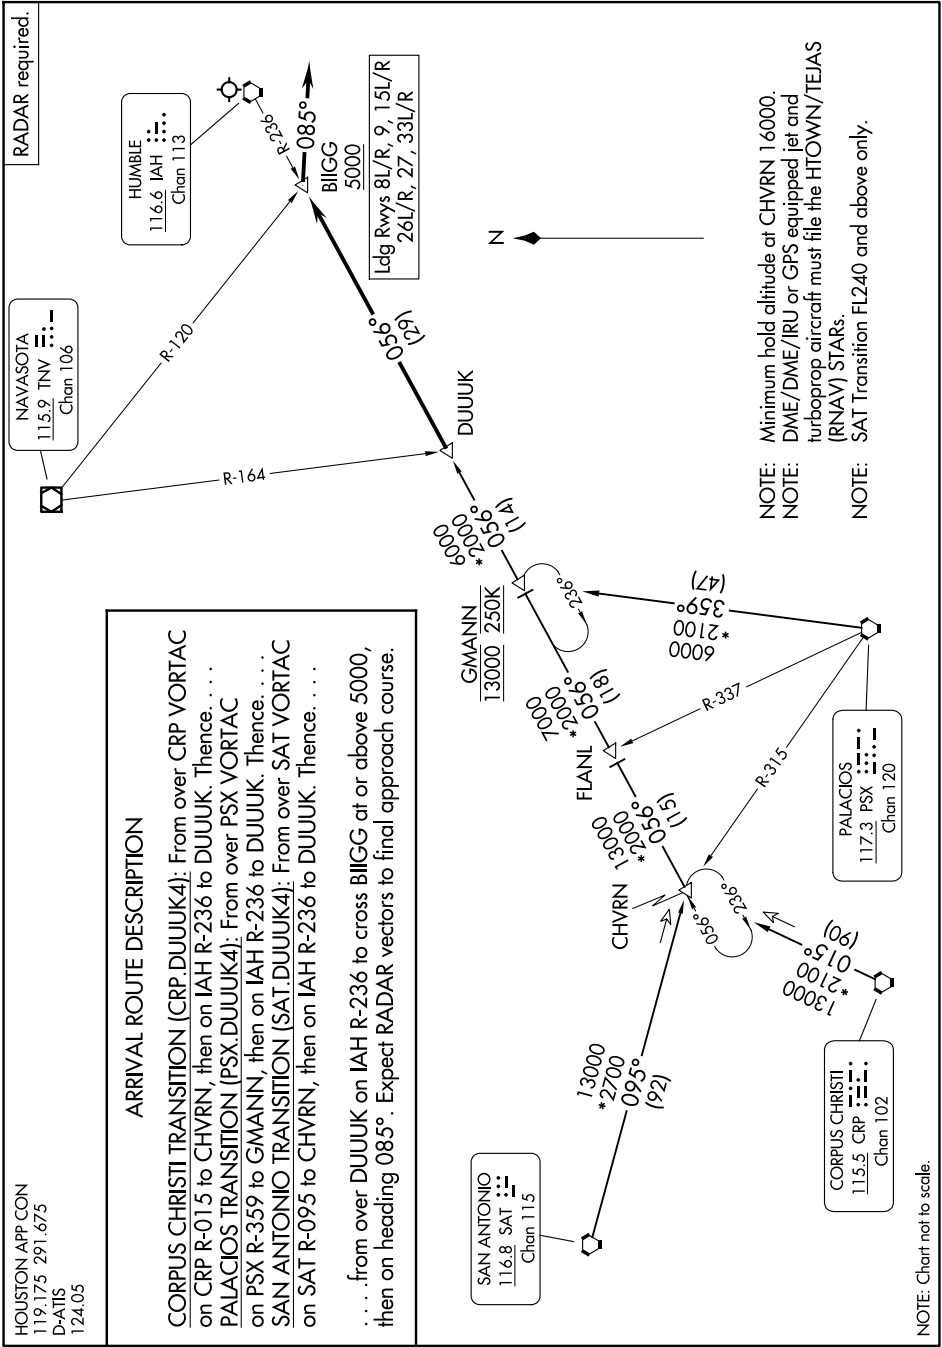 HOUSTON APP CON
119.175 291.675
D-ATIS
124.05
RADAR required.
ARRIVAL ROUTE DESCRIPTION
CORPUS CHRISTI TRANSITION (CRP.DUUUK4): From over CRP VORTAC
on CRP R-015 to CHVRN, then on IAH R-236 to DUUUK. Thence. . . .
PALACIOS TRANSITION (PSX.DUUUK4): From over PSX VORTAC
on PSX R-359 to GMANN, then on IAH R-236 to DUUUK. Thence. . . .
SAN ANTONIO TRANSITION (SAT.DUUUK4): From over SAT VORTAC
on SAT R-095 to CHVRN, then on IAH R-236 to DUUUK. Thence. . . .
. . . .from over DUUUK on IAH R-236 to cross BIIGG at or above 5000,
then on heading 085°. Expect RADAR vectors to final approach course.
NAVASOTA
115.9 TNV
Chan 106
HUMBLE
116.6 IAH
Chan 113
R-236
085°
BIIGG
5000
Ldg Rwys 8L/R, 9, 15L/R
26L/R, 27, 33L/R
R-120
R-164
056°
(29)
DUUUK
N
6000
*2000
056°
(14)
GMANN
13000 250K
236°
7000
*2000
056°
(18)
FLANL
6000
*2100
359°
(47)
R-337
R-315
13000
*2000
056°
(15)
CHVRN
056°
236°
13000
*2700
095°
(92)
13000
*2100
015°
(90)
SAN ANTONIO
116.8 SAT
Chan 115
CORPUS CHRISTI
115.5 CRP
Chan 102
PALACIOS
117.3 PSX
Chan 120
NOTE: Minimum hold altitude at CHVRN 16000.
NOTE: DME/DME/IRU or GPS equipped jet and
turboprop aircraft must file the HTOWN/TEJAS
(RNAV) STARs.
NOTE: SAT Transition FL240 and above only.
NOTE: Chart not to scale.